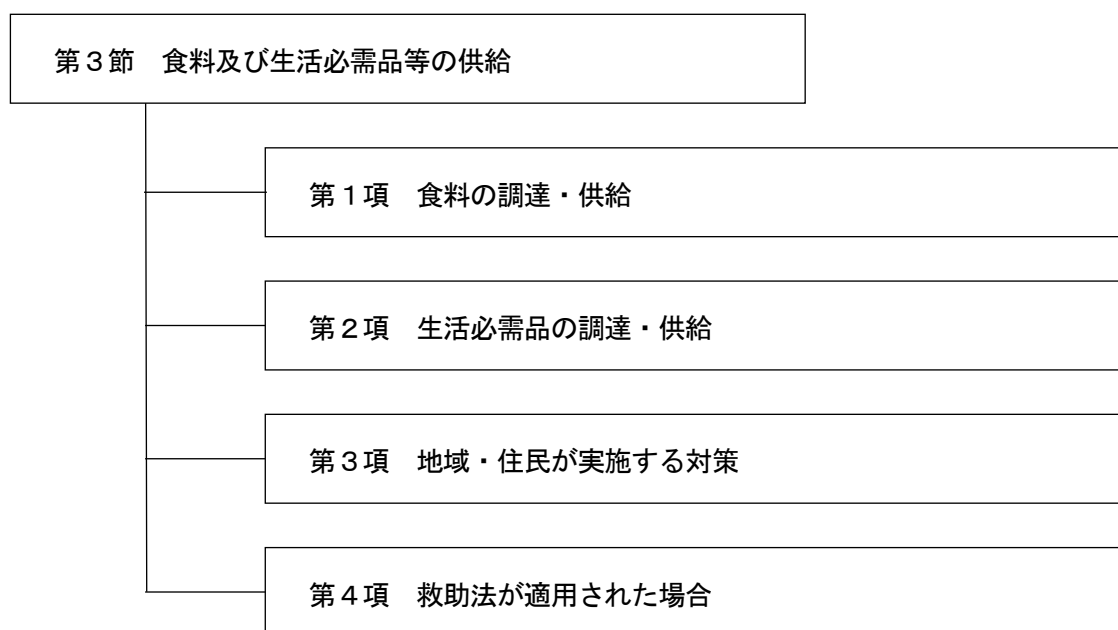 第３節　食料及び生活必需品等の供給
第１項　食料の調達・供給
第２項　生活必需品の調達・供給
第３項　地域・住民が実施する対策
第４項　救助法が適用された場合